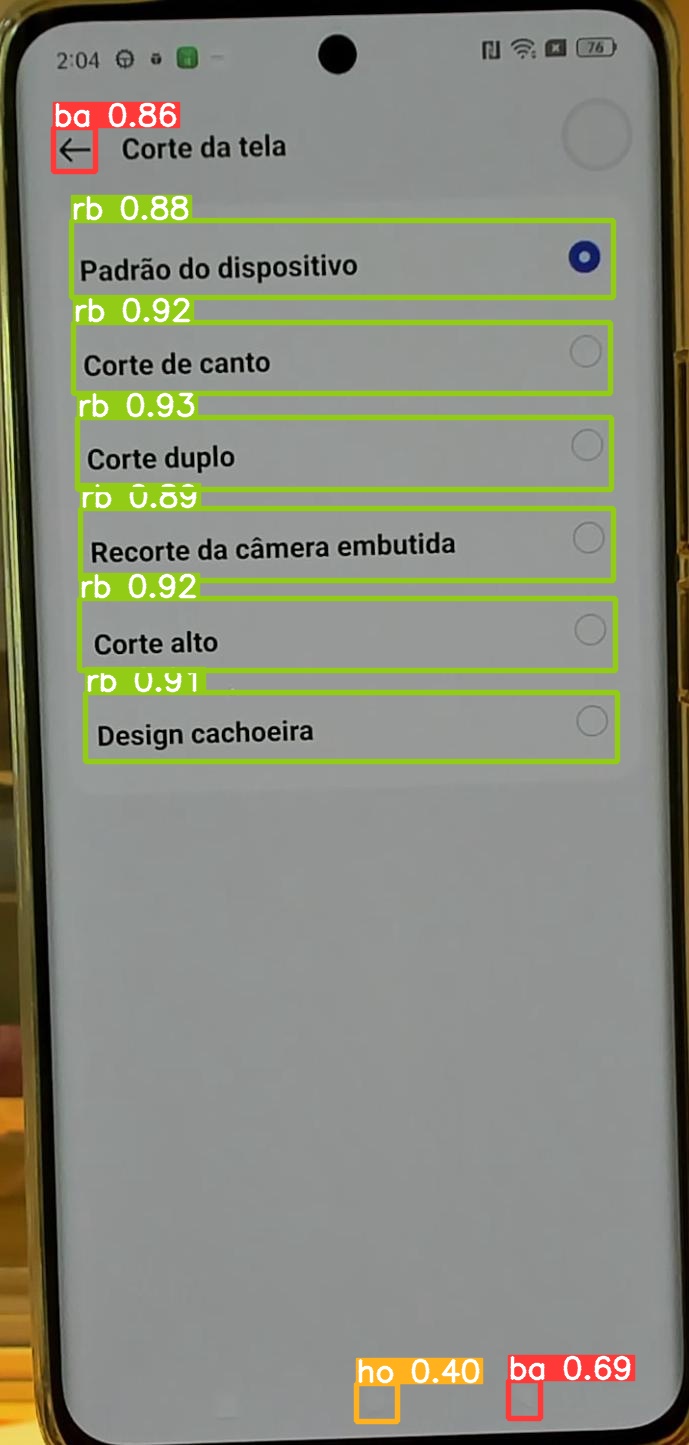 2:04
76
ba 0.86
Corte da tela
rb 0.88
Padrão do dispositivo
rb 0.92
Corte de canto
rb 0.93
Corte duplo
rb 0.89
Recorte da câmera embutida
rb 0.92
Corte alto
rb 0.91
Design cachoeira
ho 0.40
ba 0.69